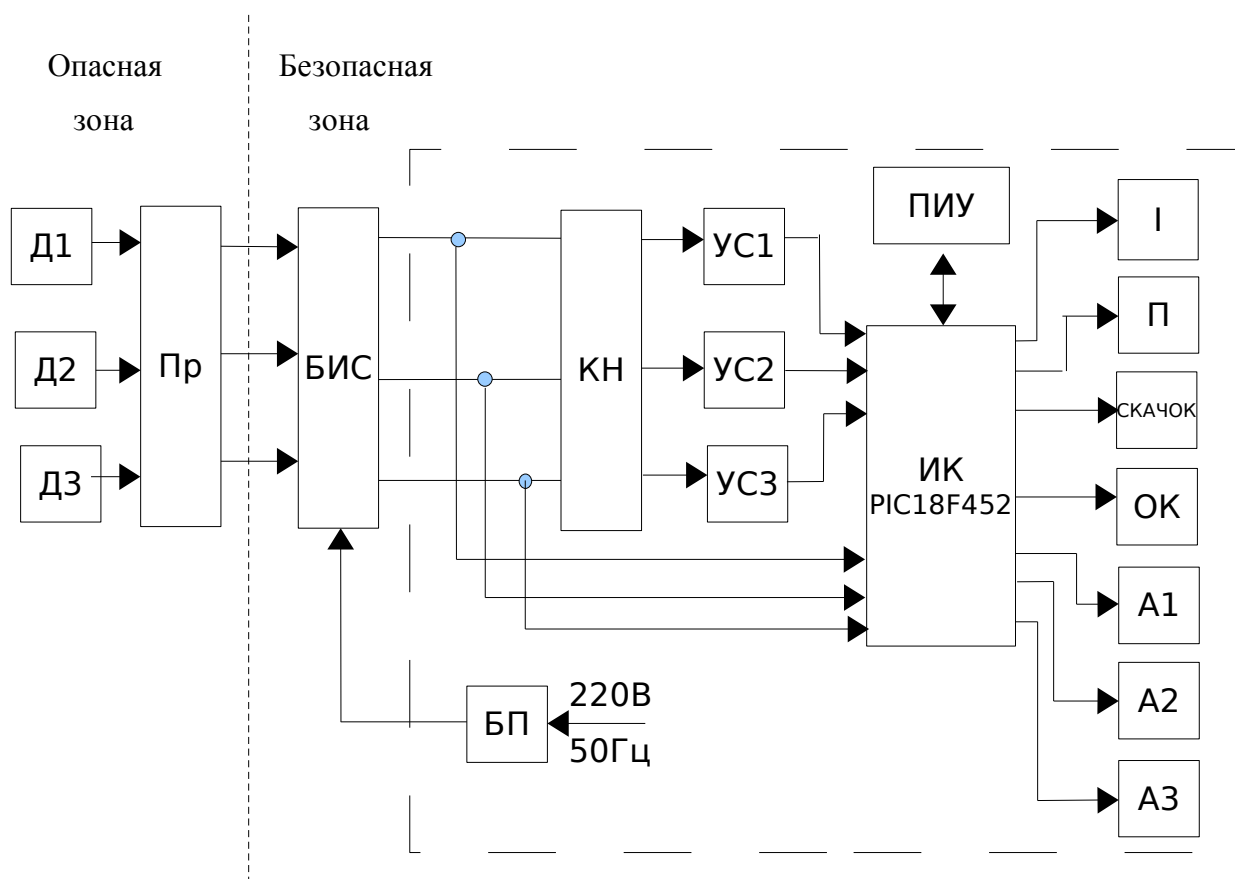 Опасная
зона
Безопасная
зона
Д1
Д2
Д3
Пр
БИС
КН
УС1
УС2
УС3
ПИУ
ИК
PIC18F452
I
П
СКАЧОК
ОК
А1
А2
А3
БП
220В
50Гц